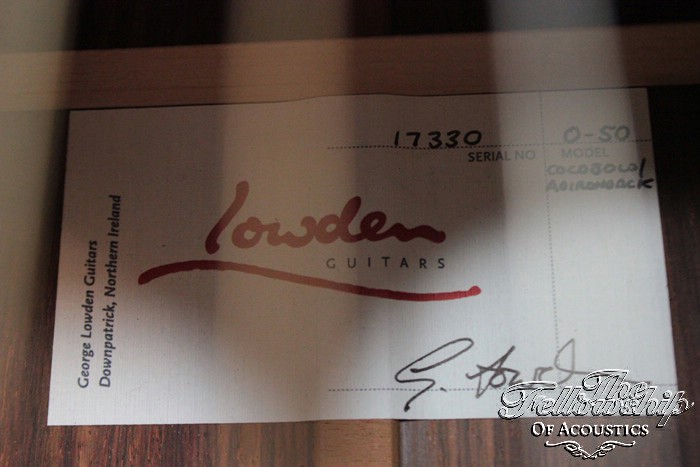 17330
SERIAL NO
O-50
MODEL
COCOBOLO/
ADIRONDACK
Lowden
GUITARS
George Lowden Guitars
Downpatrick, Northern Ireland
The
Fellowship
OF ACOUSTICS